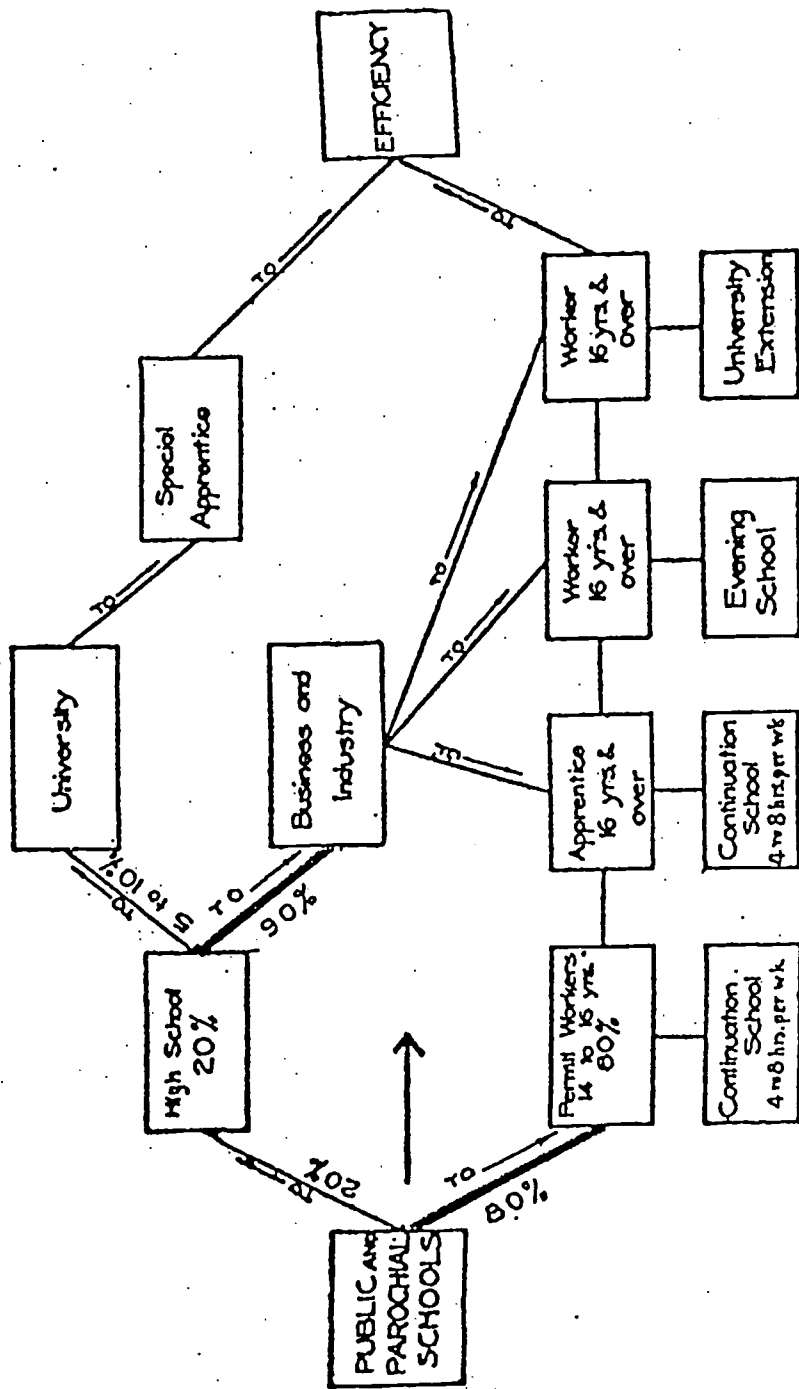 PUBLIC AND
PAROCHIAL
SCHOOLS
TO
20%
TO
80%
High School
20%
TO
5 to 10%
TO
90%
University
TO
Special
Apprentice
TO
EFFICIENCY
TO
Business and
Industry
TO
TO
TO
Permit Workers
14 to 16 yrs.
80%
Apprentice
16 yrs &
over
Worker
16 yrs &
over
Worker
16 yrs &
over
Continuation
School
4 to 8 hrs. per wk
Continuation
School
4 to 8 hrs. per wk
Evening
School
University
Extension